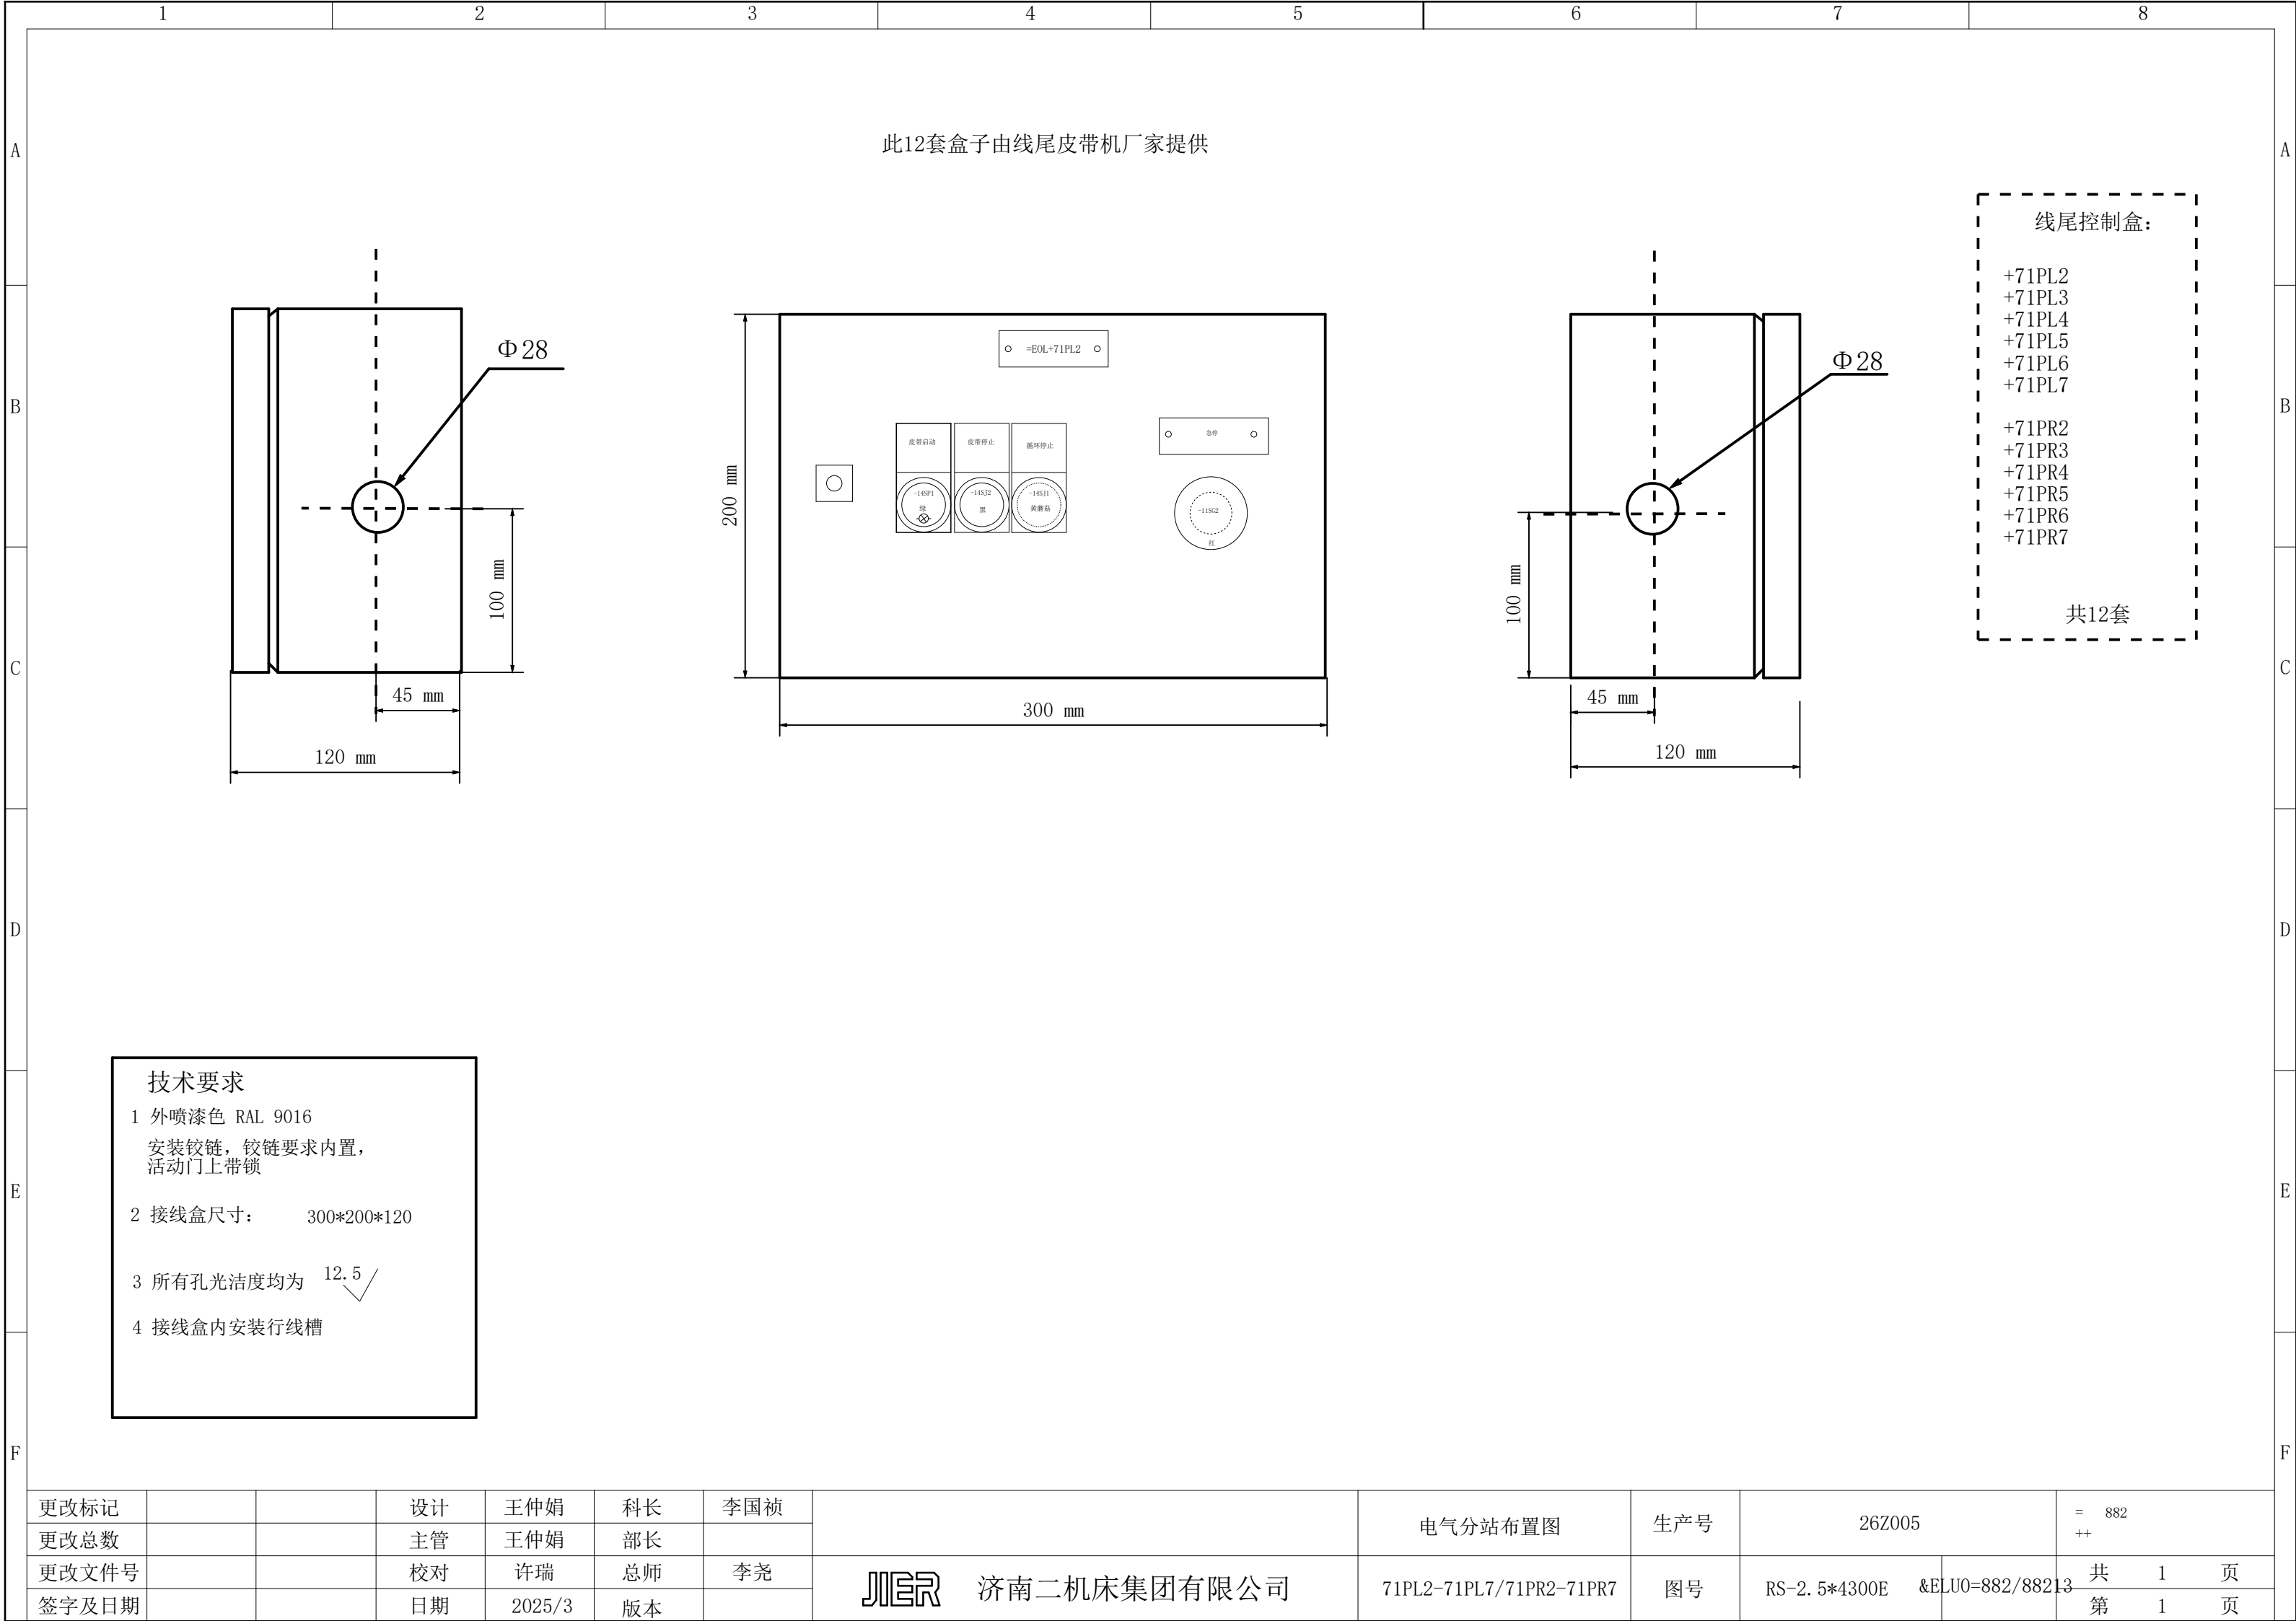 1 2 3 4 5 6 7 8
A A
B B
C C
D D
E E
F F
此12套盒子由线尾皮带机厂家提供
Φ28
100 mm
45 mm
120 mm
=EOL+71PL2
皮带启动
皮带停止
循环停止
急停
-14SF1
绿
-14SJ2
黑
-14SJ1
黄磨菇
-11SG2
红
200 mm
300 mm
Φ28
100 mm
45 mm
120 mm
线尾控制盒：
+71PL2
+71PL3
+71PL4
+71PL5
+71PL6
+71PL7
+71PR2
+71PR3
+71PR4
+71PR5
+71PR6
+71PR7
共12套
技术要求
1 外喷漆色 RAL 9016
安装铰链，铰链要求内置，
活动门上带锁
2 接线盒尺寸： 300*200*120
3 所有孔光洁度均为 12.5
4 接线盒内安装行线槽
更改标记 设计 王仲娟 科长 李国祯
更改总数 主管 王仲娟 部长
更改文件号 校对 许瑞 总师 李尧
签字及日期 日期 2025/3 版本
JIER 济南二机床集团有限公司
电气分站布置图 生产号 26Z005
= 882
++
71PL2-71PL7/71PR2-71PR7 图号 RS-2.5*4300E &ELU0=882/88213
共 1 页
第 1 页